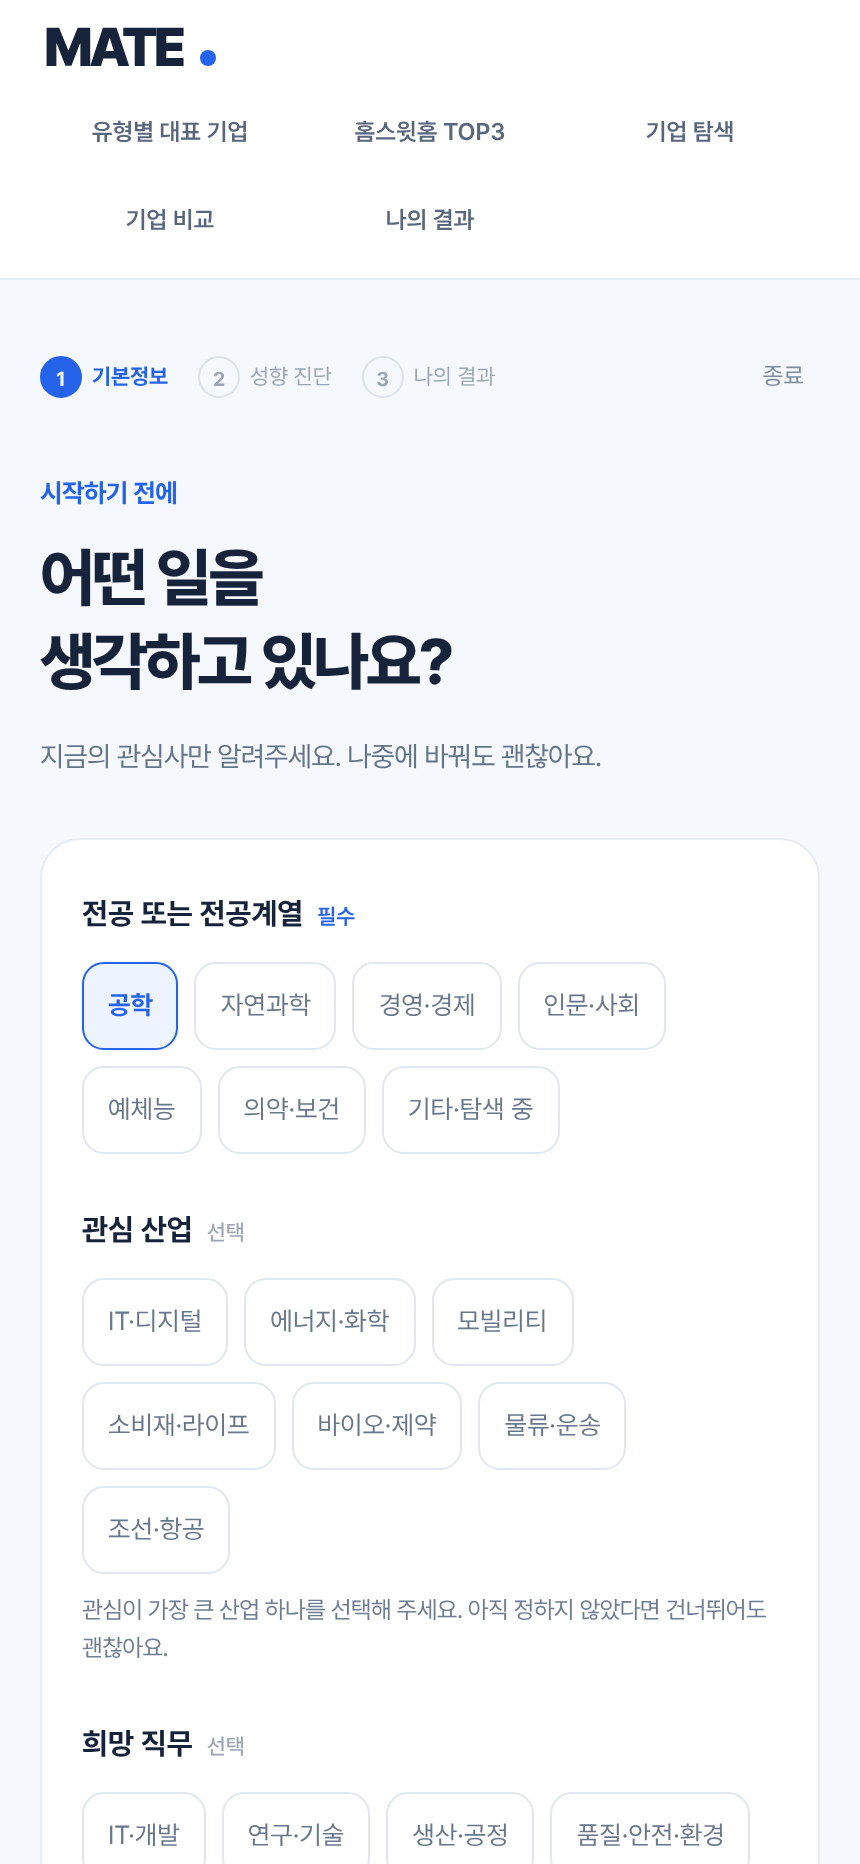 MATE.
유형별 대표 기업 홈스윗홈 TOP3 기업 탐색
기업 비교 나의 결과
1 기본정보 2 성향 진단 3 나의 결과 종료
시작하기 전에
어떤 일을
생각하고 있나요?
지금의 관심사만 알려주세요. 나중에 바꿔도 괜찮아요.
전공 또는 전공계열 필수
공학 자연과학 경영·경제 인문·사회
예체능 의약·보건 기타·탐색 중
관심 산업 선택
IT·디지털 에너지·화학 모빌리티
소비재·라이프 바이오·제약 물류·운송
조선·항공
관심이 가장 큰 산업 하나를 선택해 주세요. 아직 정하지 않았다면 건너뛰어도
괜찮아요.
희망 직무 선택
IT·개발 연구·기술 생산·공정 품질·안전·환경